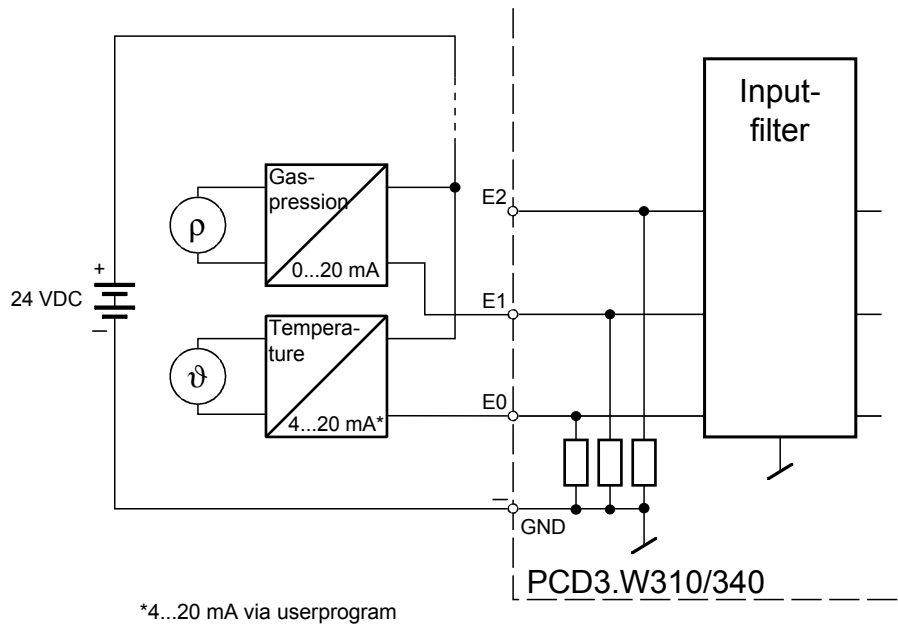 Input-
filter
Gas-
pression
0...20 mA
ρ
E2
E1
+
24 VDC
–
Tempera-
ture
4...20 mA*
ϑ
E0
–
GND
PCD3.W310/340
*4...20 mA via userprogram